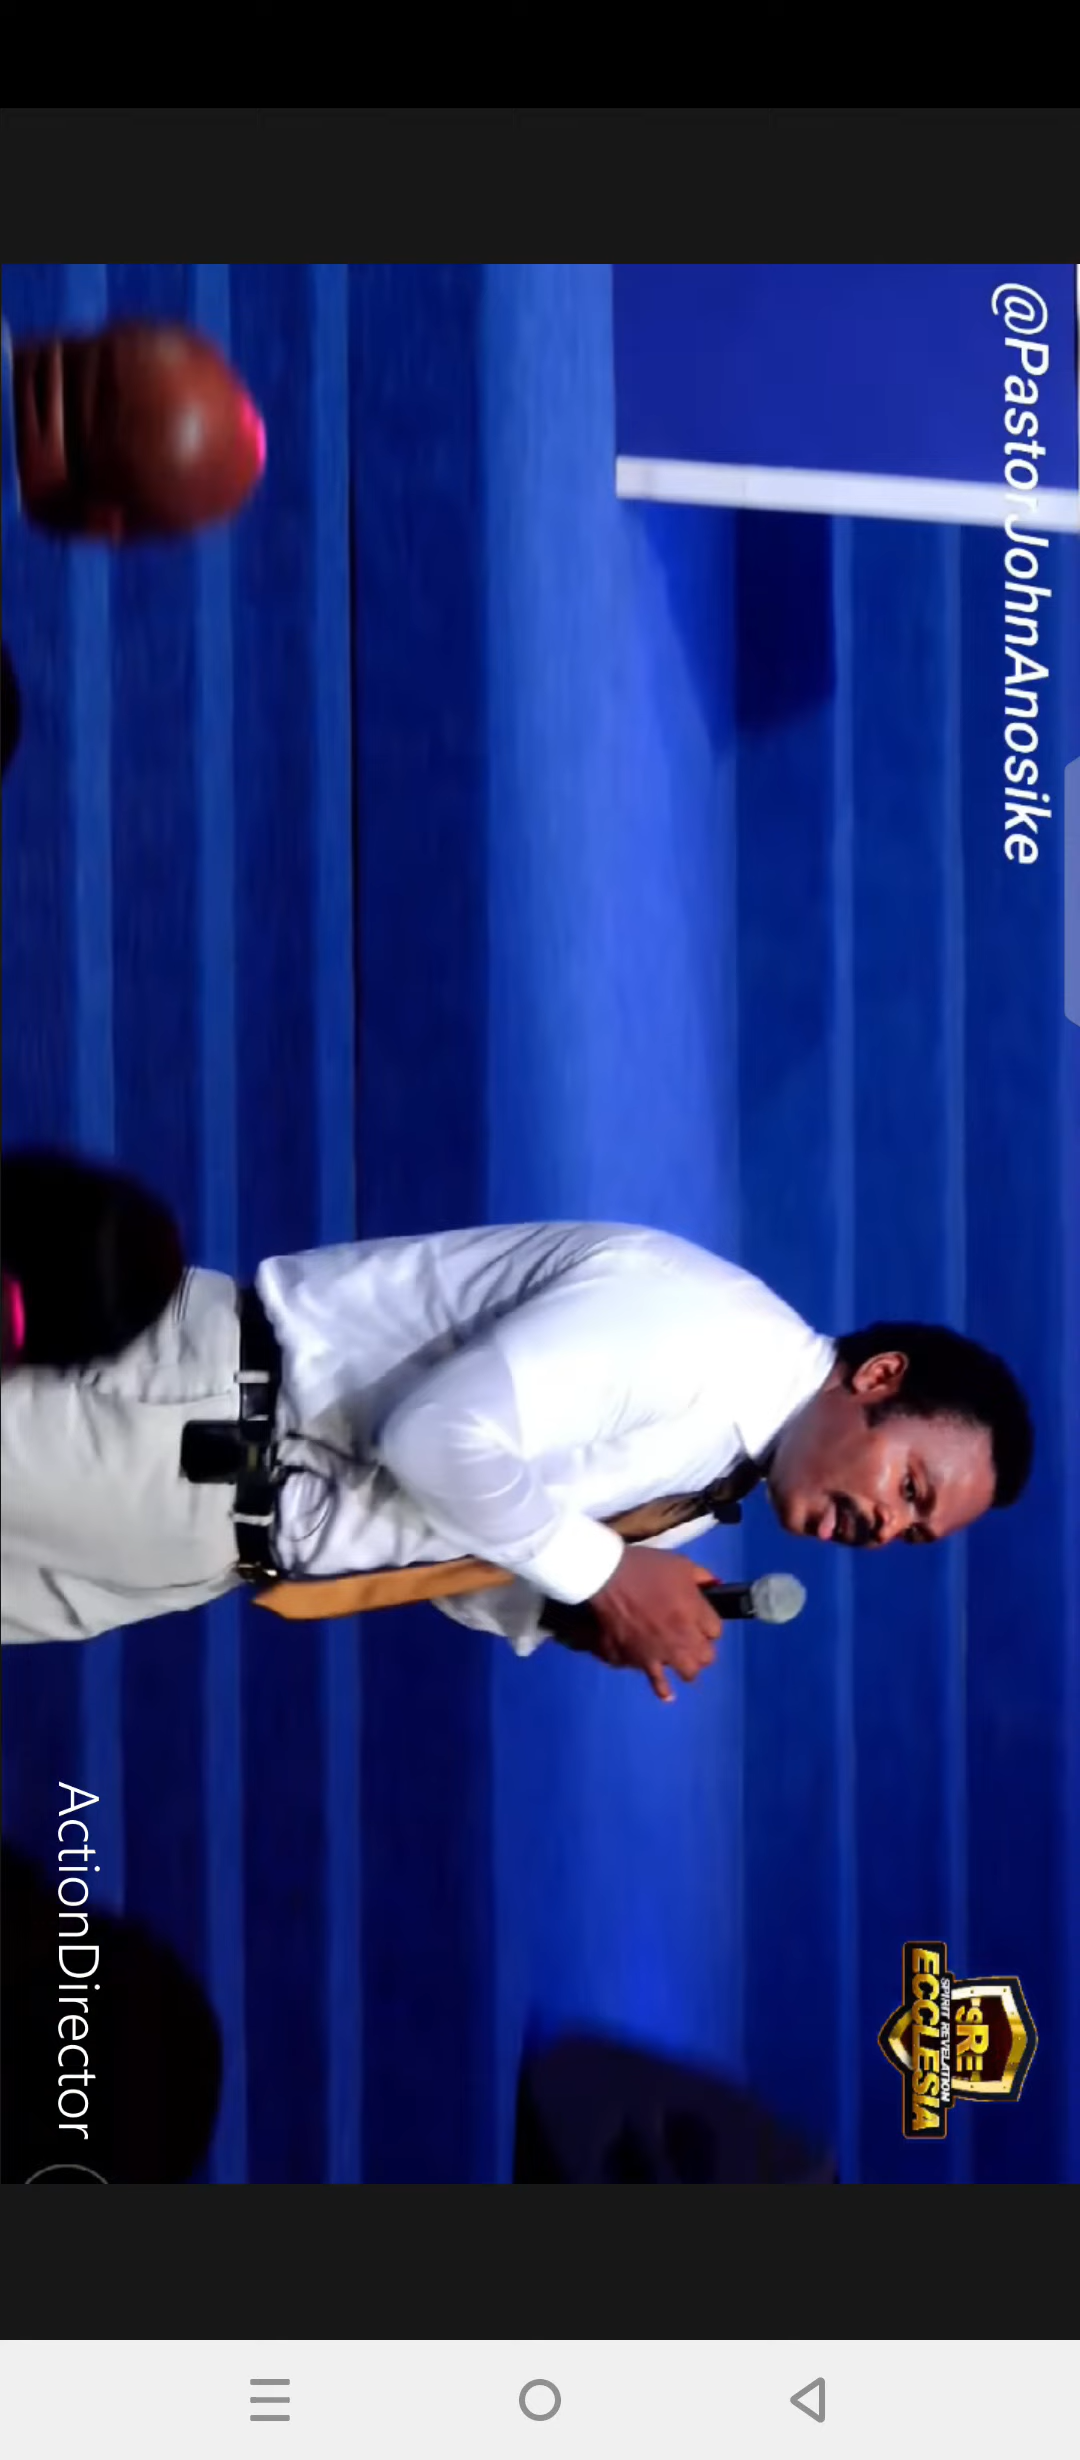 @PastorJohnAnosike
SRE
SPIRIT REVELATION
ECCLESIA
ActionDirector